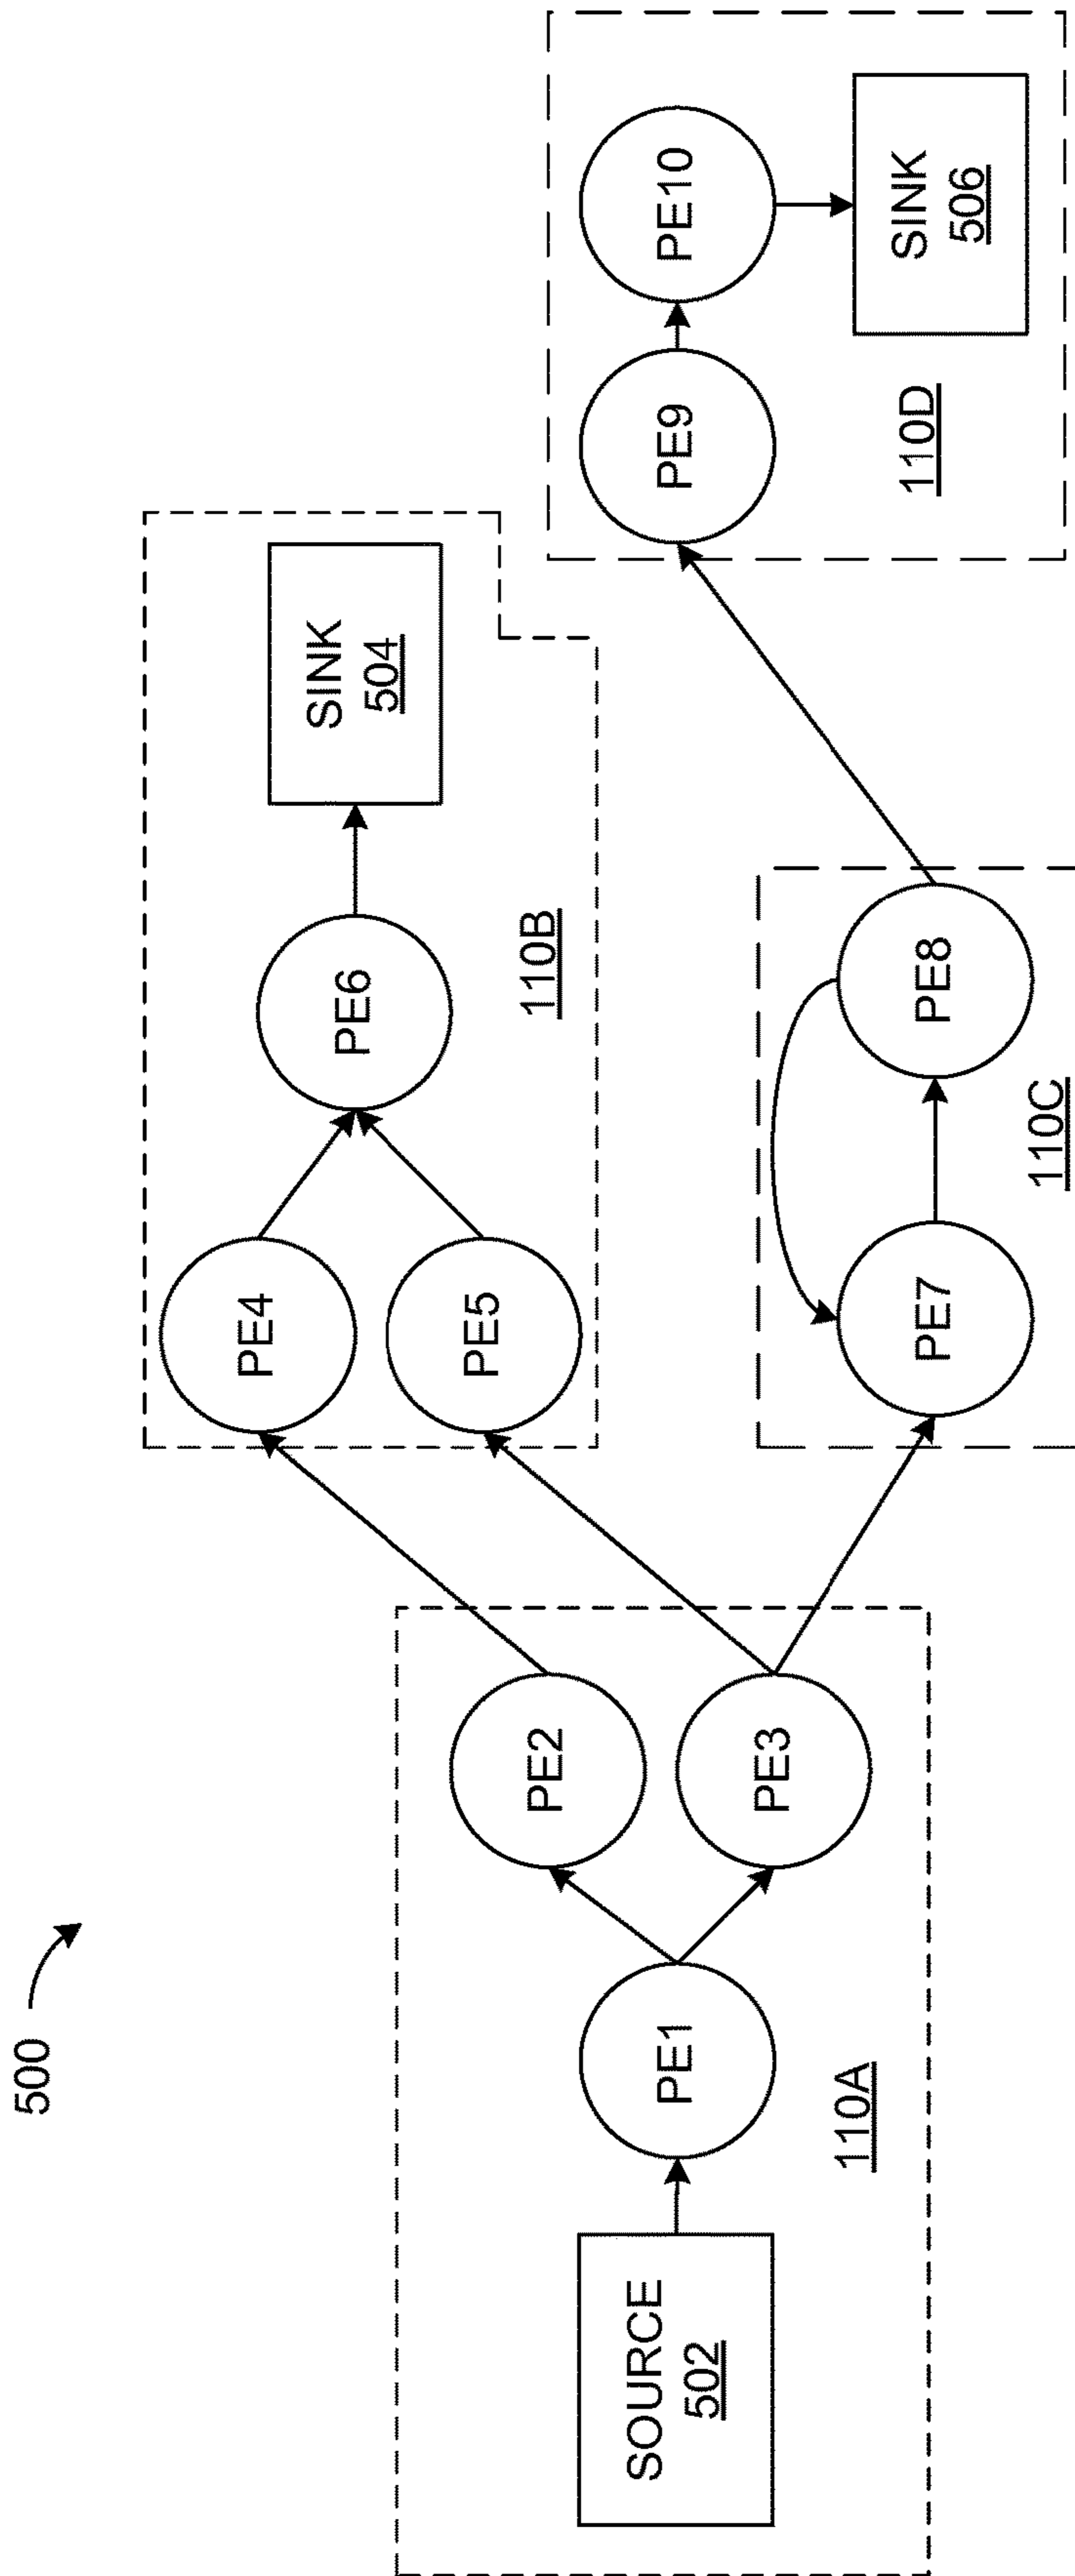 500
SOURCE
502
PE1
110A
PE2
PE3
PE4
PE5
PE6
SINK
504
110B
PE7
PE8
110C
PE9
PE10
SINK
506
110D